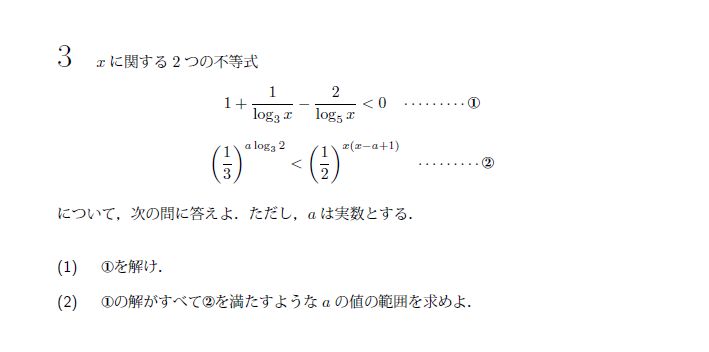 3 xに関する2つの不等式
1 + \frac{1}{\log_3 x} - \frac{2}{\log_5 x} < 0 ·········①
\left(\frac{1}{3}\right)^{a \log_3 2} < \left(\frac{1}{2}\right)^{x(x-a+1)} ·········②
について，次の問に答えよ．ただし，aは実数とする．
(1) ①を解け．
(2) ①の解がすべて②を満たすようなaの値の範囲を求めよ．